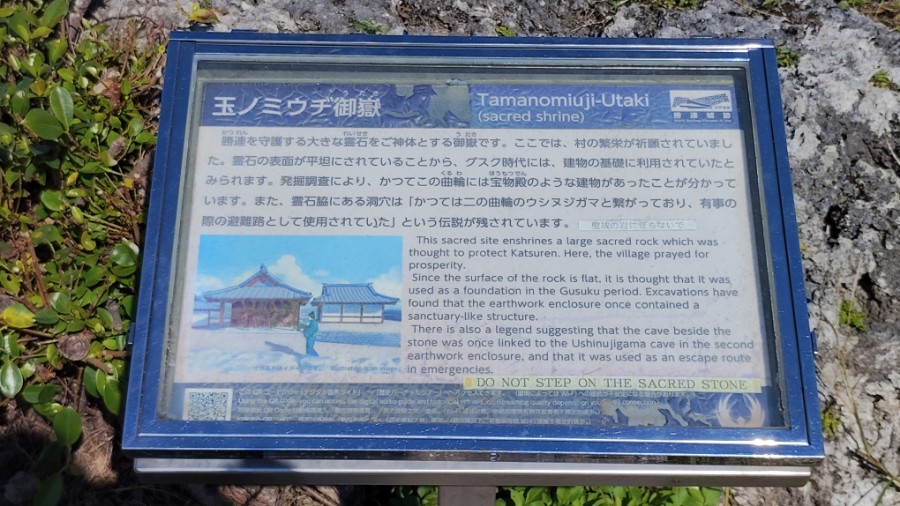 玉ノミウヂ御嶽
Tamanomiuji-Utaki
(sacred shrine)
勝連城跡
勝連を守護する大きな霊石をご神体とする御嶽です。ここでは、村の繁栄が祈願されていまし
た。霊石の表面が平坦にされていることから、グスク時代には、建物の基礎に利用されていたと
みられます。発掘調査により、かつてこの曲輪には宝物殿のような建物があったことが分かって
います。また、霊石脇にある洞穴は「かつては二の曲輪のウシヌジガマと繋がっており、有事の
際の避難路として使用されていた」という伝説が残されています。
This sacred site enshrines a large sacred rock which was
thought to protect Katsuren. Here, the village prayed for
prosperity.
Since the surface of the rock is flat, it is thought that it was
used as a foundation in the Gusuku period. Excavations have
found that the earthwork enclosure once contained a
sanctuary-like structure.
There is also a legend suggesting that the cave beside the
stone was once linked to the Ushinujigama cave in the second
earthwork enclosure, and that it was used as an escape route
in emergencies.
DO NOT STEP ON THE SACRED STONE